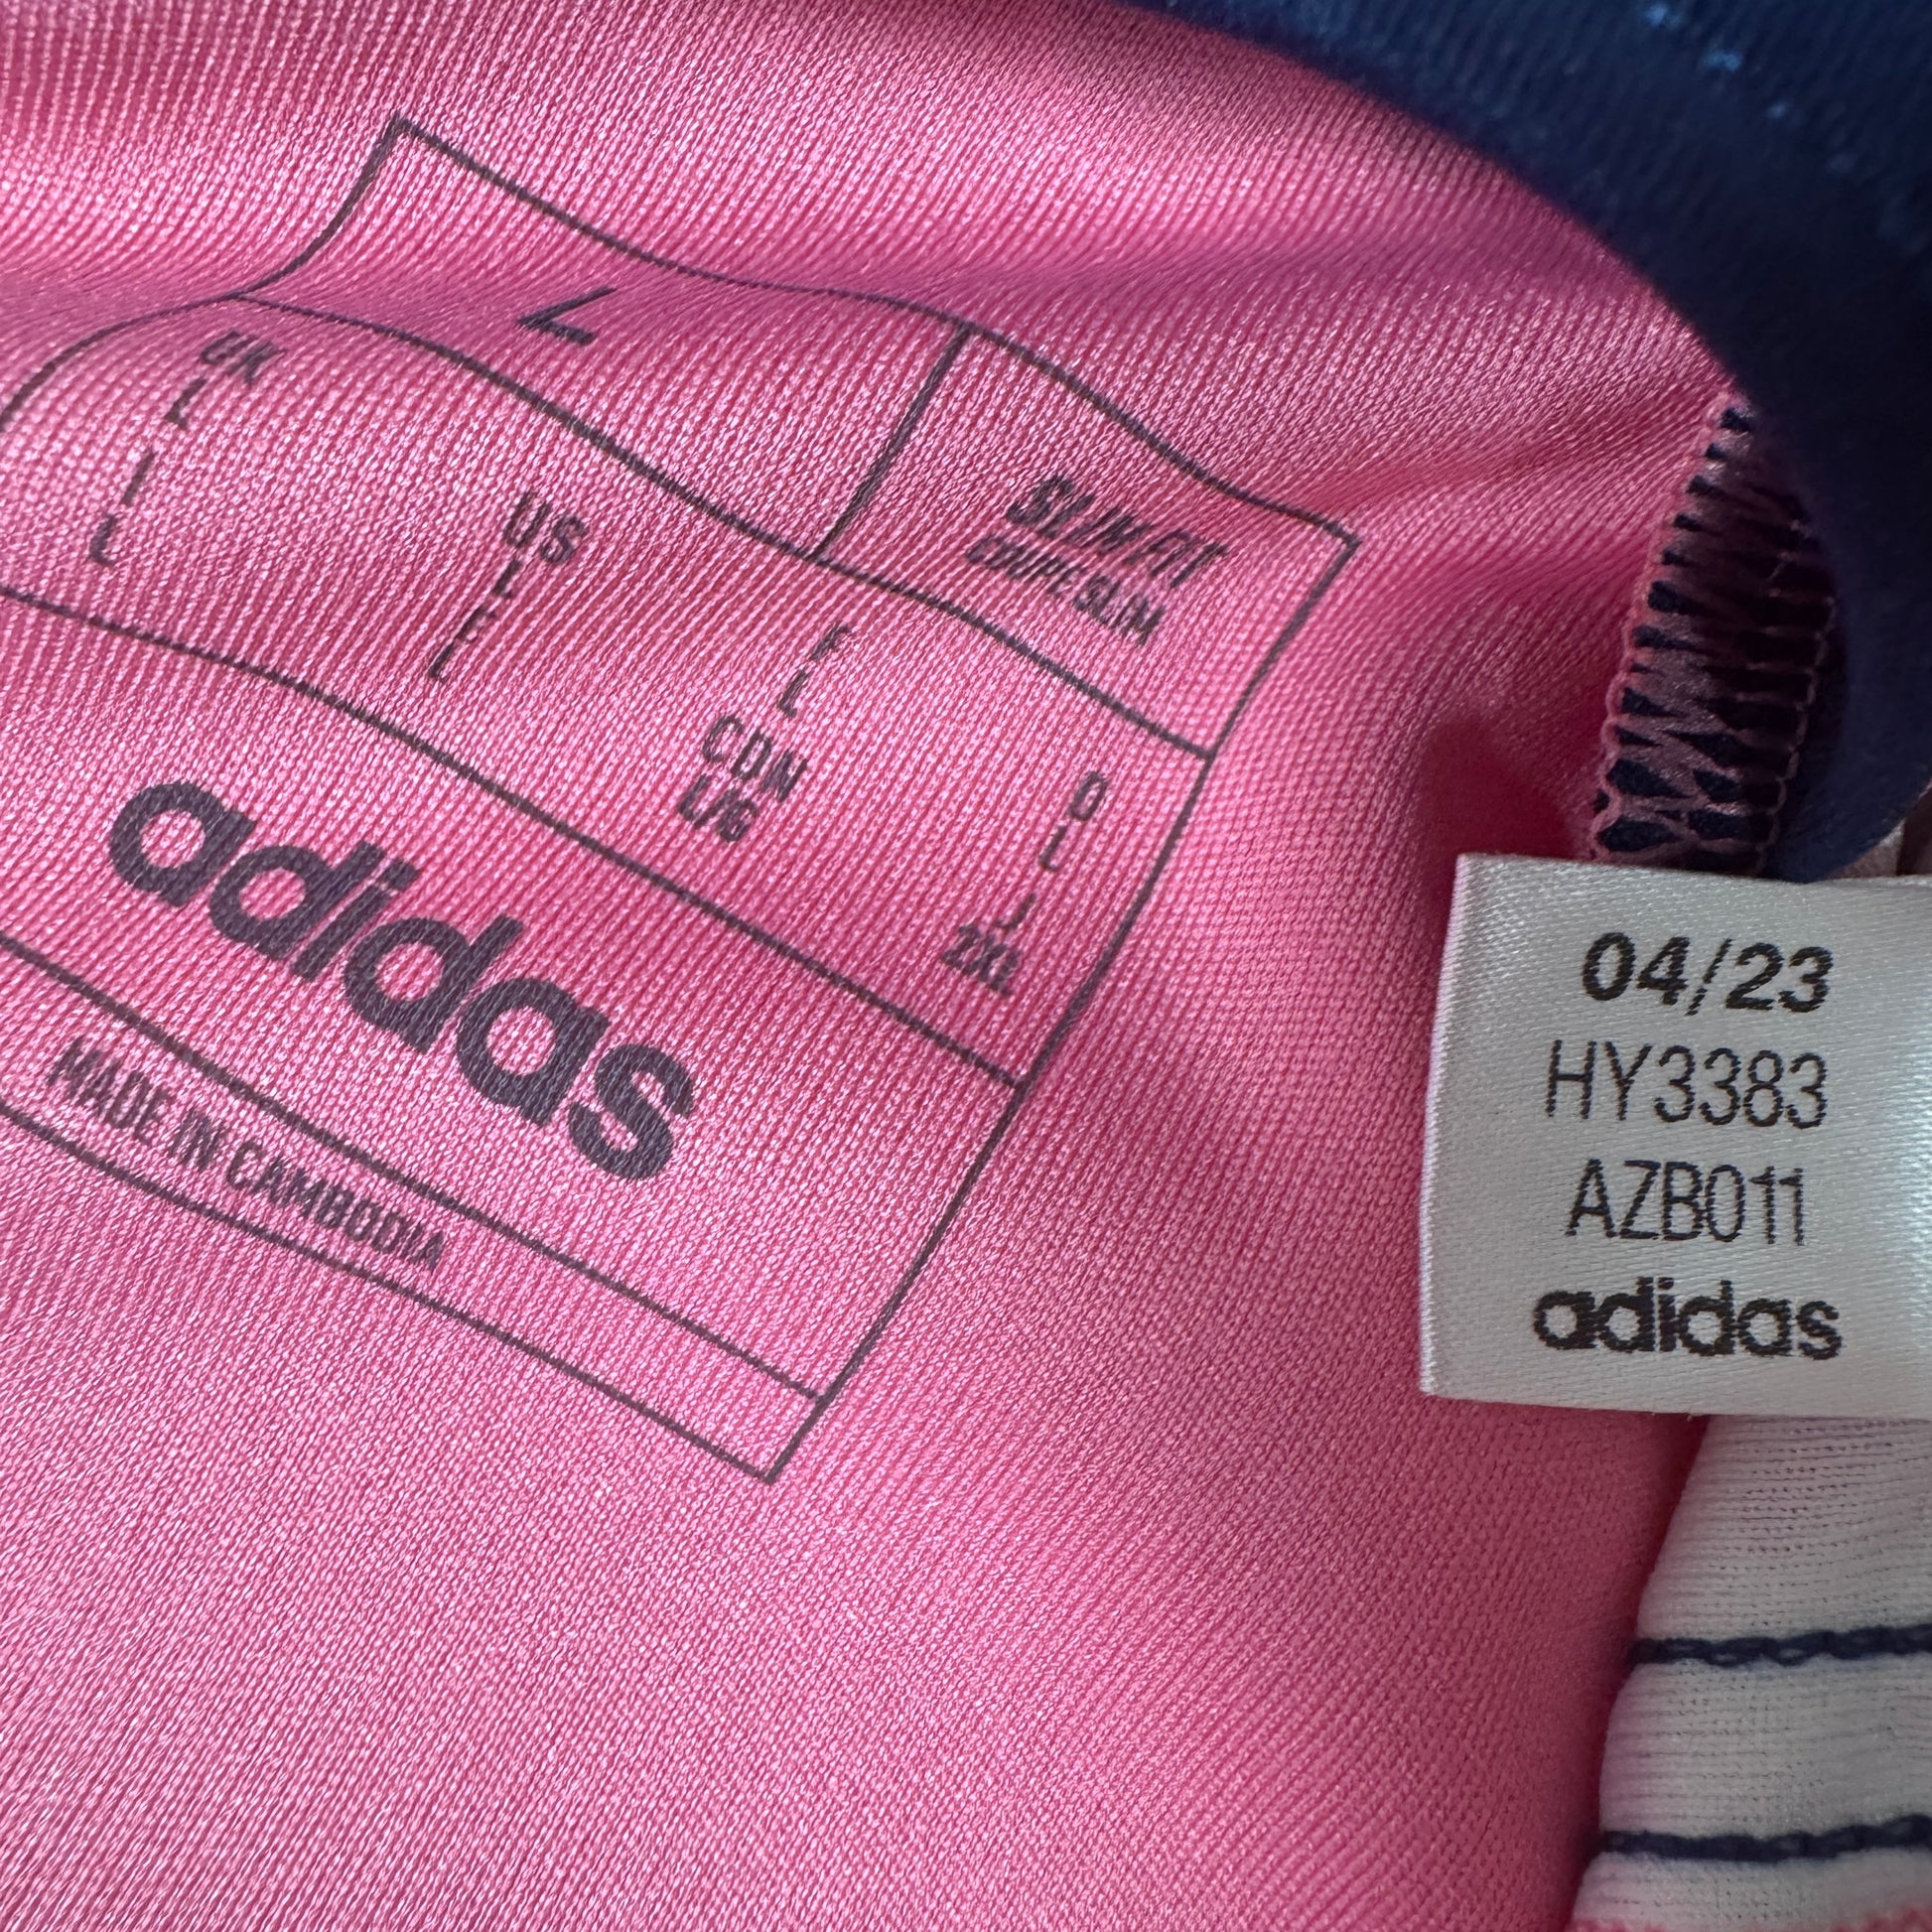 L
SLIM FIT
COUPE SLIM
UK
L
I
L
US
L
E
L
F
L
CDN
L/G
D
L
J
2XL
adidas
MADE IN CAMBODIA
04/23
HY3383
AZB011
adidas